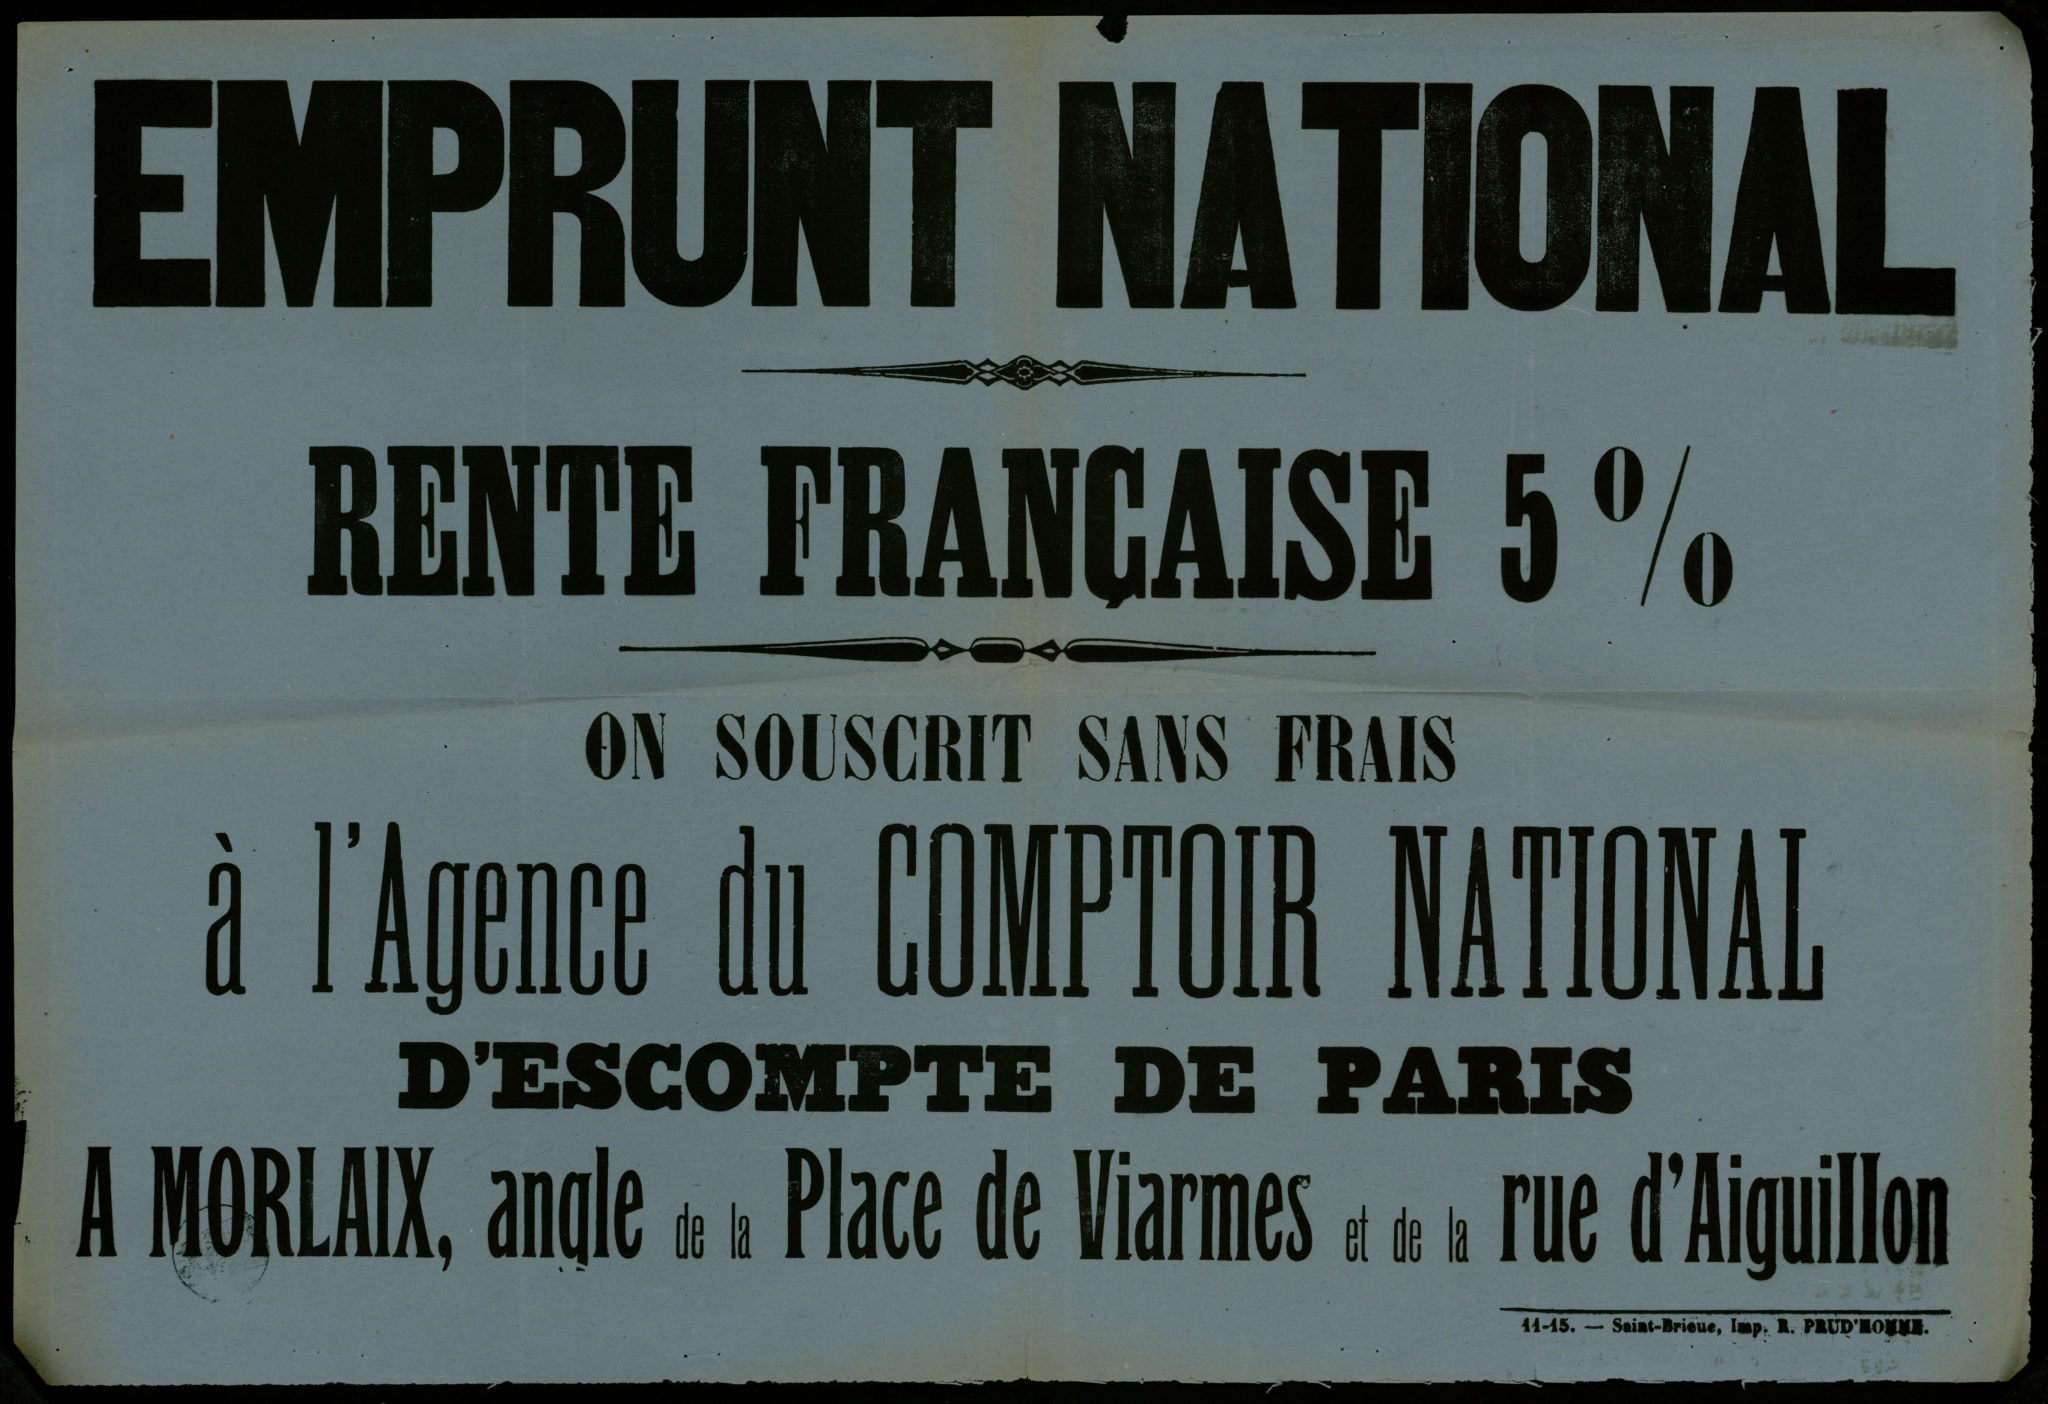 EMPRUNT NATIONAL
RENTE FRANÇAISE 5 %
ON SOUSCRIT SANS FRAIS
à l'Agence du COMPTOIR NATIONAL
D'ESCOMPTE DE PARIS
A MORLAIX, angle de la Place de Viarmes et de la rue d'Aiguillon
11-15. — Saint-Brieuc, Imp. R. PRUD'HOMME.